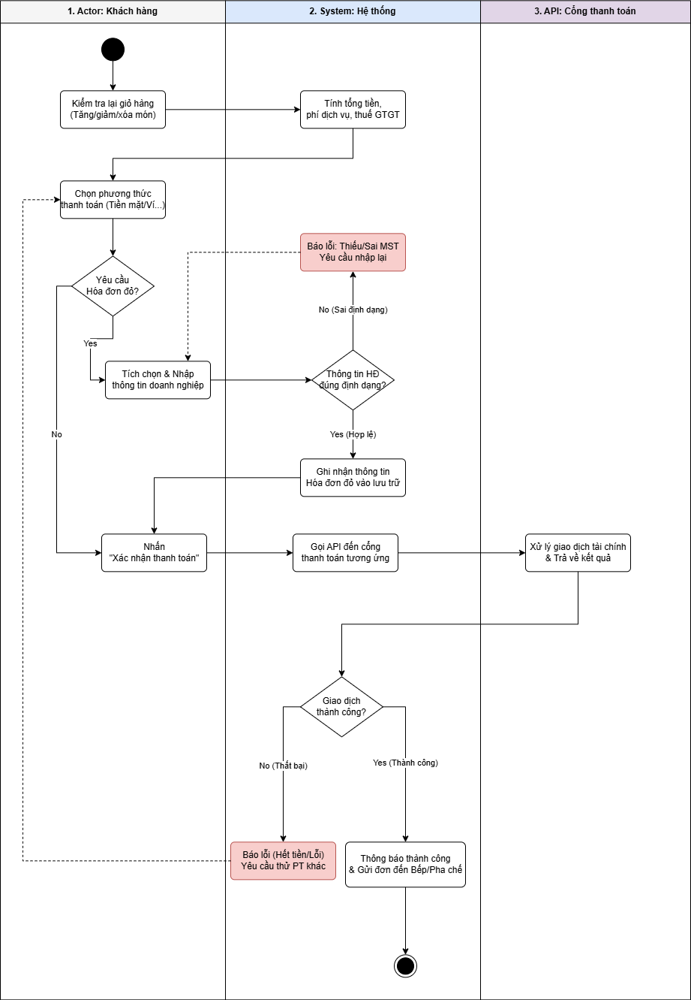 1. Actor: Khách hàng
2. System: Hệ thống
3. API: Cổng thanh toán
Kiểm tra lại giỏ hàng
(Tăng/giảm/xóa món)
Tính tổng tiền,
phí dịch vụ, thuế GTGT
Chọn phương thức
thanh toán (Tiền mặt/Ví...)
Báo lỗi: Thiếu/Sai MST
Yêu cầu nhập lại
Yêu cầu
Hóa đơn đỏ?
No (Sai định dạng)
Yes
Tích chọn & Nhập
thông tin doanh nghiệp
Thông tin HĐ
đúng định dạng?
No
Yes (Hợp lệ)
Ghi nhận thông tin
Hóa đơn đỏ vào lưu trữ
Nhấn
"Xác nhận thanh toán"
Gọi API đến cổng
thanh toán tương ứng
Xử lý giao dịch tài chính
& Trả về kết quả
Giao dịch
thành công?
No (Thất bại)
Yes (Thành công)
Báo lỗi (Hết tiền/Lỗi)
Yêu cầu thử PT khác
Thông báo thành công
& Gửi đơn đến Bếp/Pha chế